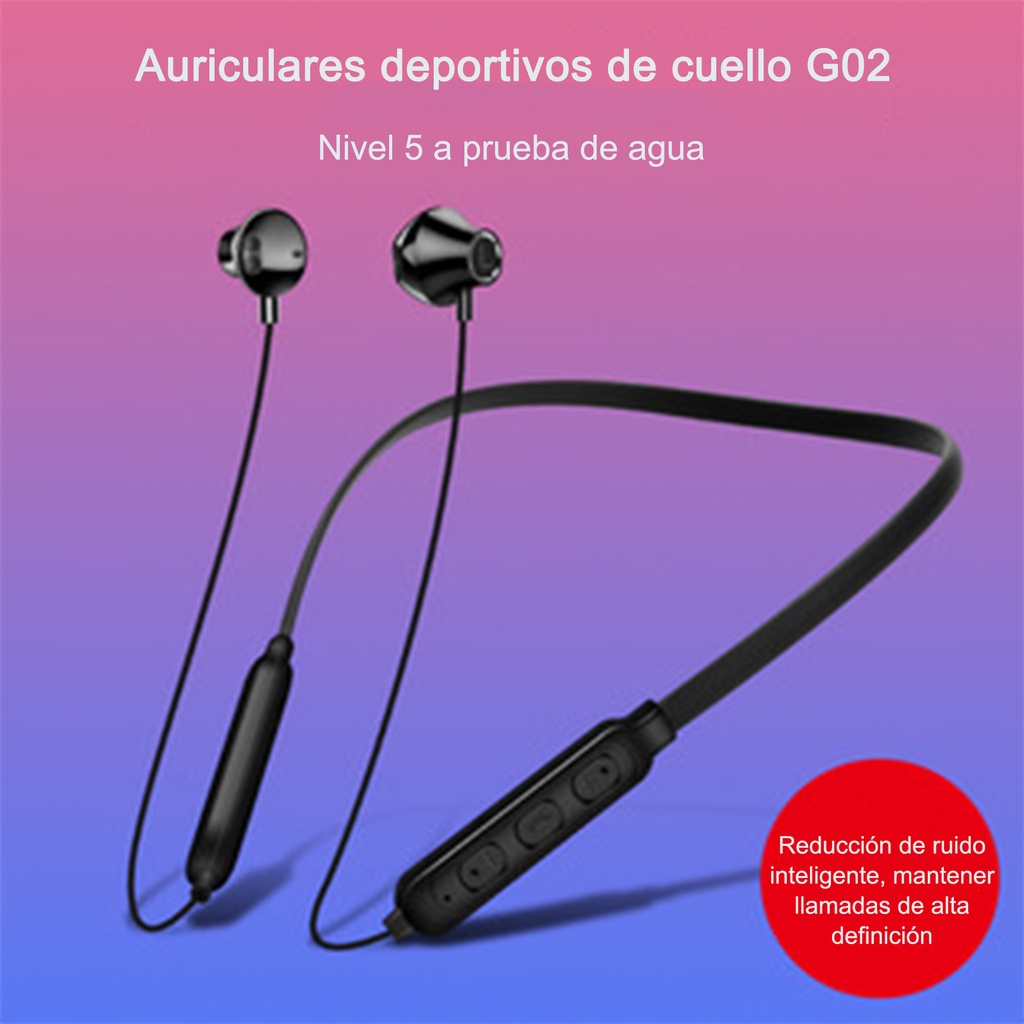 Auriculares deportivos de cuello G02
Nivel 5 a prueba de agua
Reducción de ruido
inteligente, mantener
llamadas de alta
definición